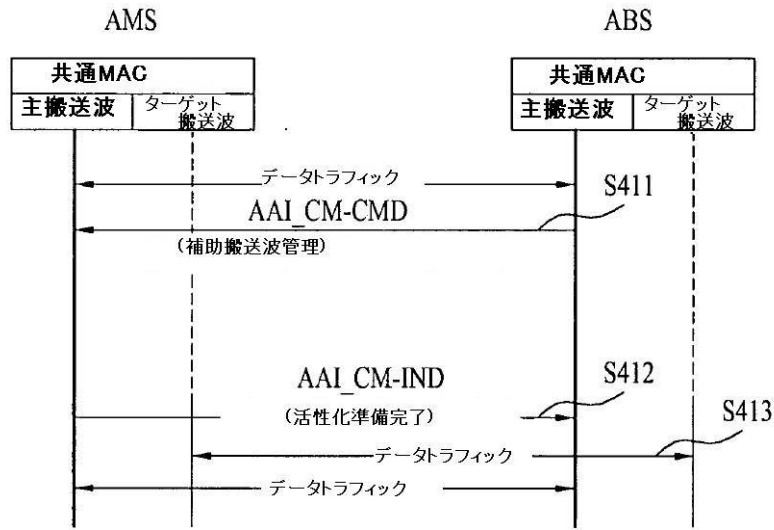 AMS
ABS
共通MAC
共通MAC
主搬送波
ターゲット
搬送波
主搬送波
ターゲット
搬送波
データトラフィック
AAI_CM-CMD
S411
(補助搬送波管理)
AAI_CM-IND
S412
(活性化準備完了)
S413
データトラフィック
データトラフィック